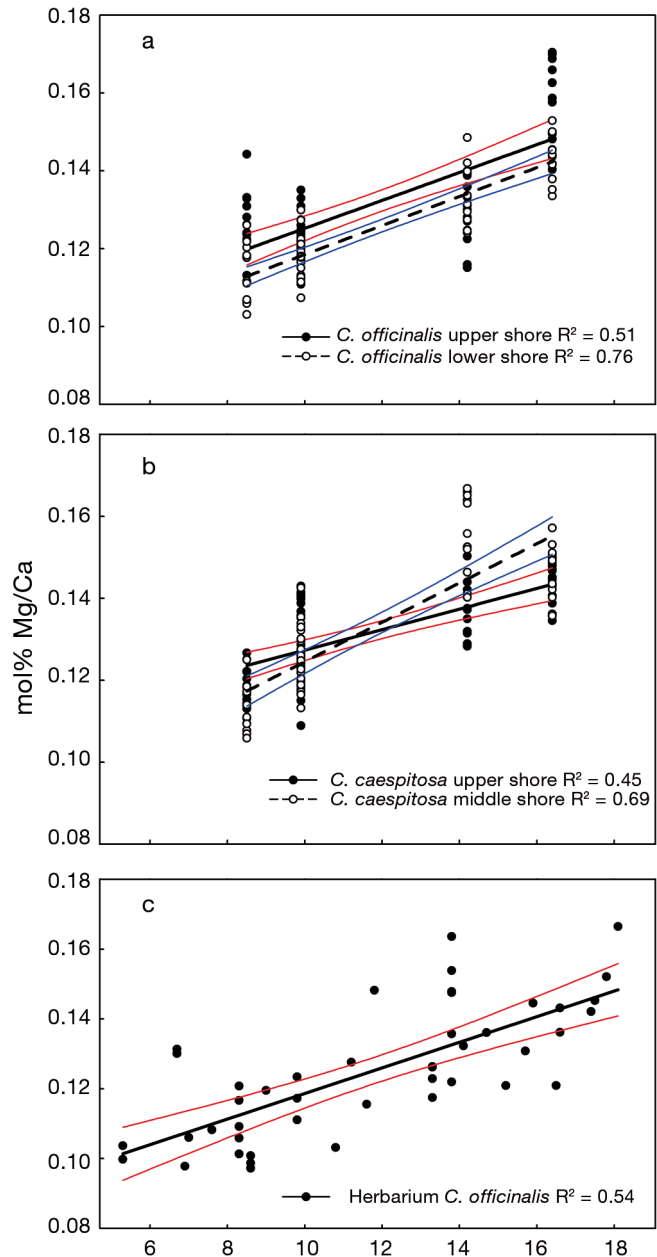 0.18
a
0.16
0.14
0.12
0.10
C. officinalis upper shore R² = 0.51
C. officinalis lower shore R² = 0.76
0.08
0.18
b
0.16
0.14
mol% Mg/Ca
0.12
0.10
C. caespitosa upper shore R² = 0.45
C. caespitosa middle shore R² = 0.69
0.08
0.18
c
0.16
0.14
0.12
0.10
Herbarium C. officinalis R² = 0.54
0.08
6 8 10 12 14 16 18